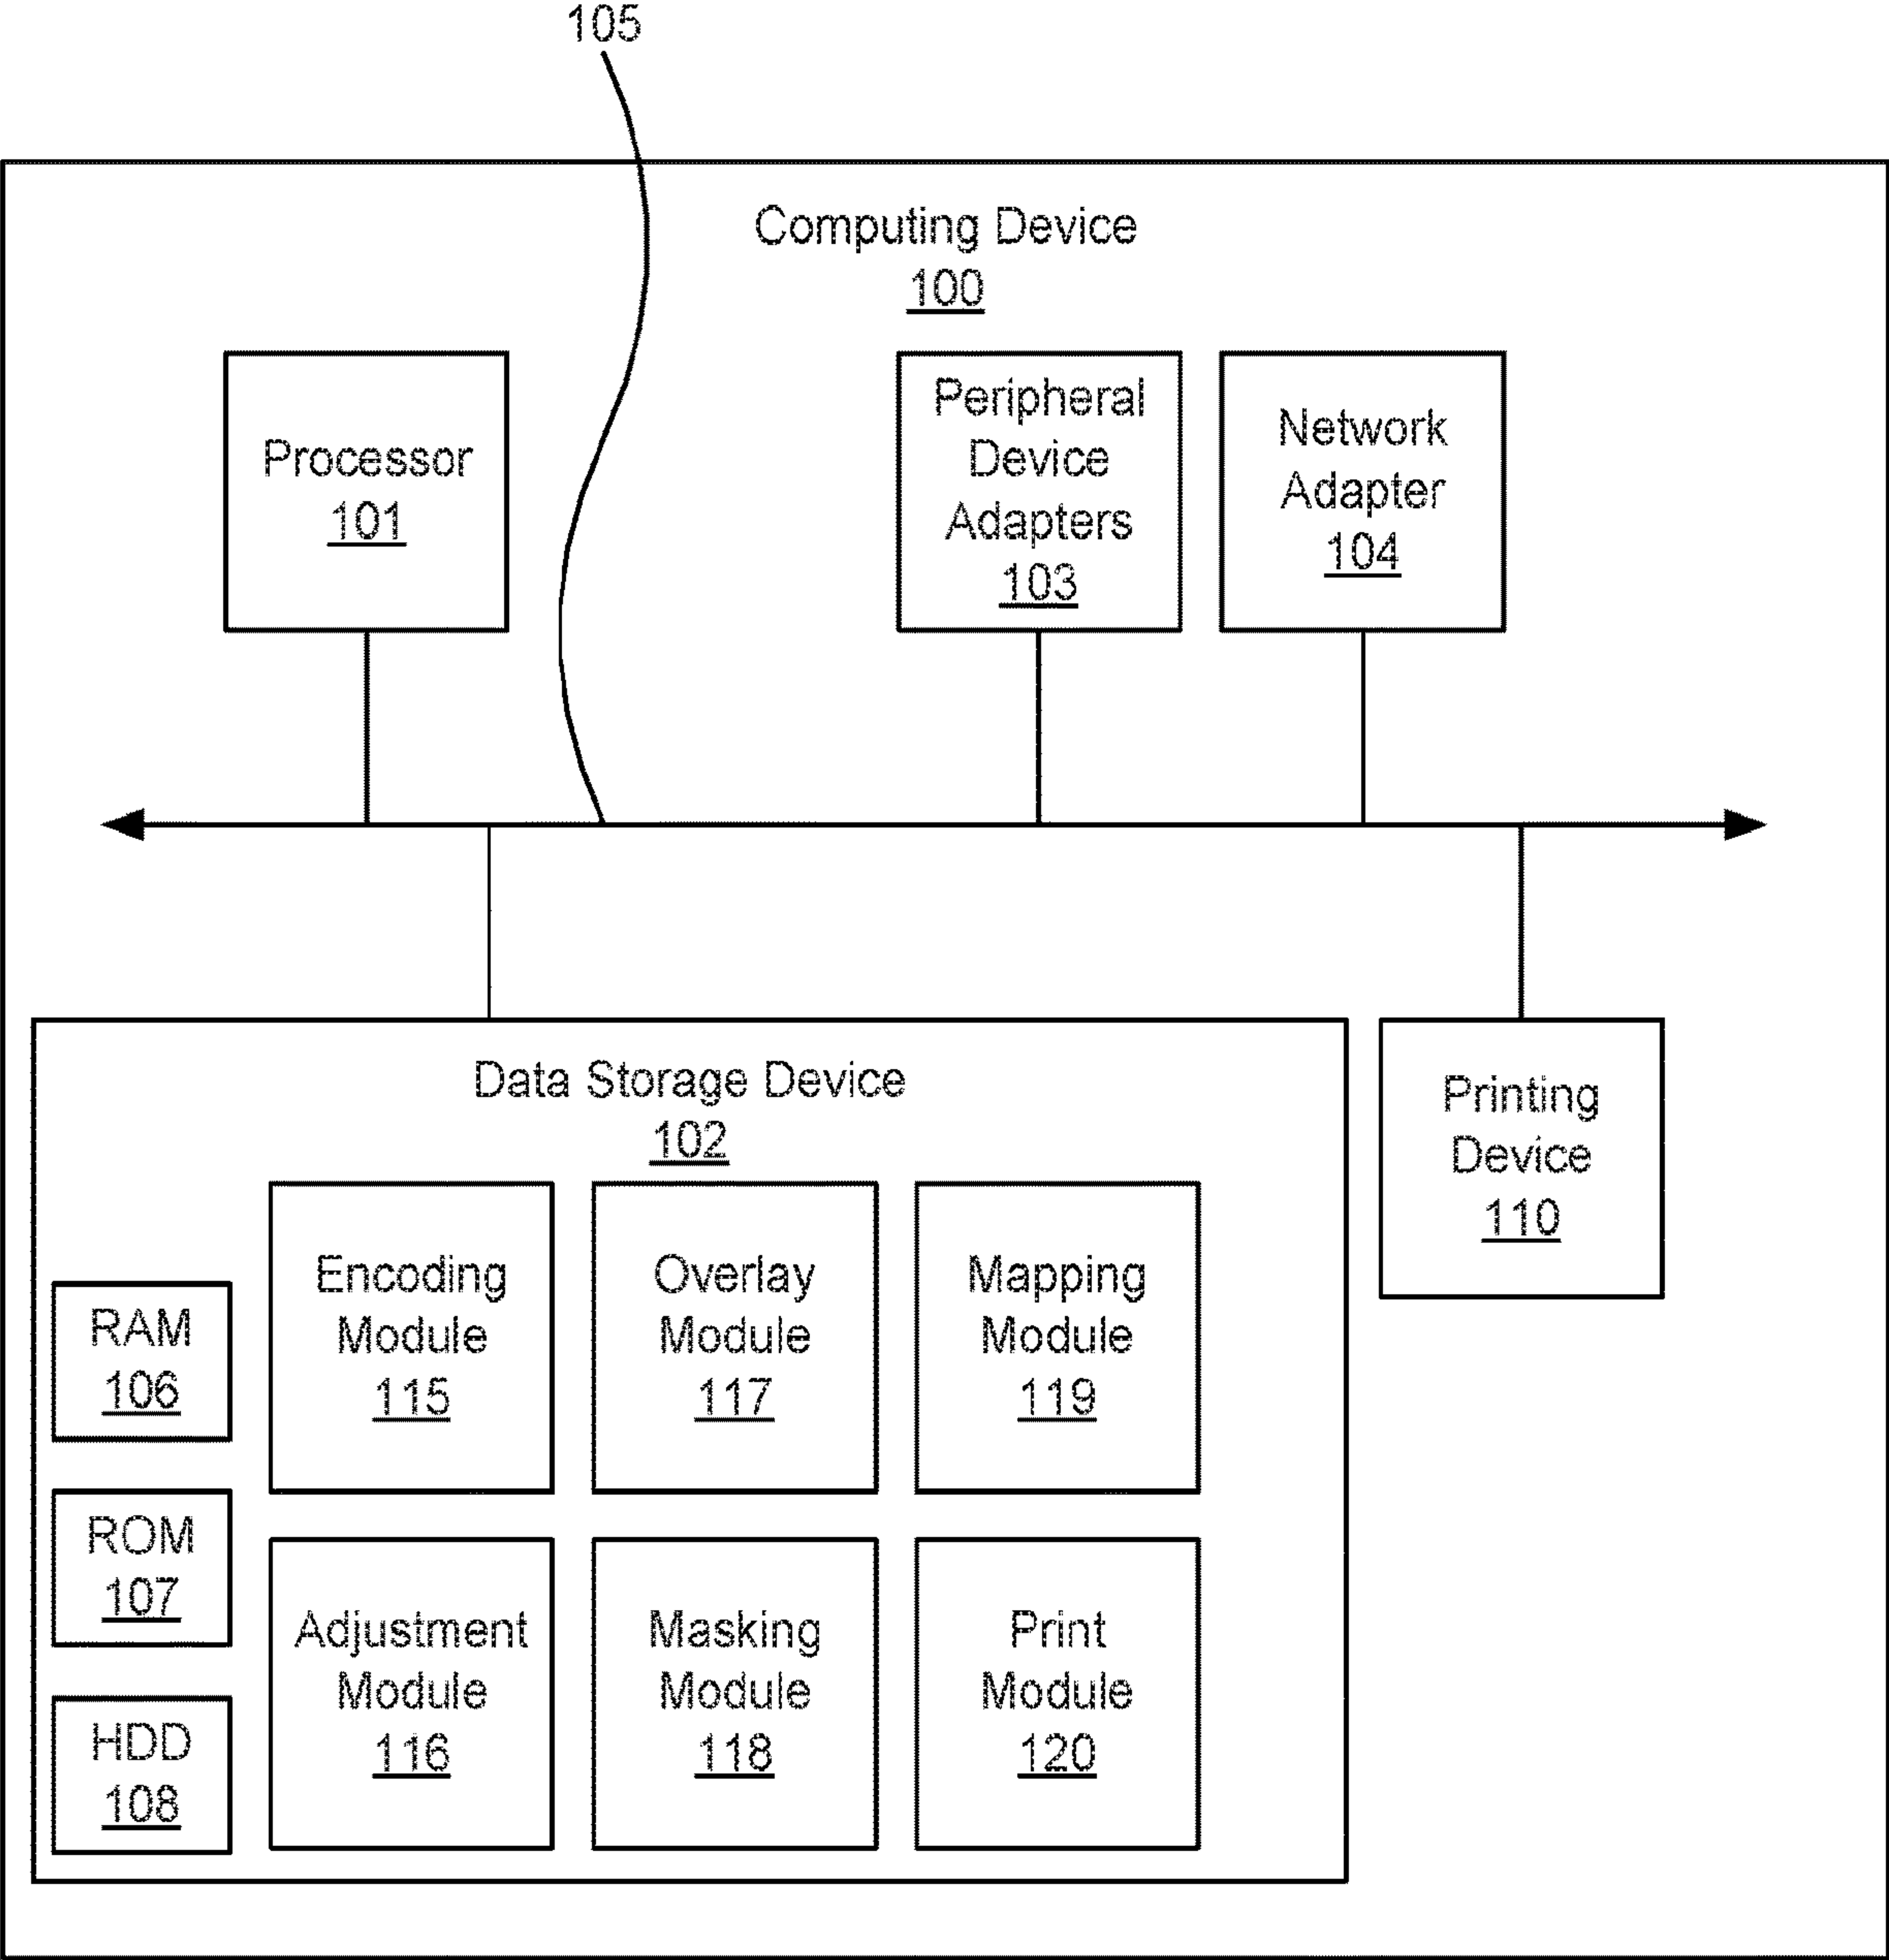 105
Computing Device
100
Processor
101
Peripheral
Device
Adapters
103
Network
Adapter
104
Data Storage Device
102
Printing
Device
110
RAM
106
ROM
107
HDD
108
Encoding
Module
115
Overlay
Module
117
Mapping
Module
119
Adjustment
Module
116
Masking
Module
118
Print
Module
120